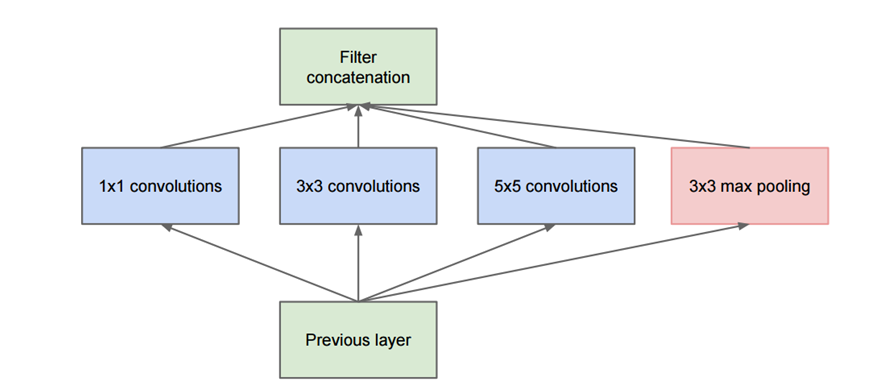 Filter
concatenation
1x1 convolutions
3x3 convolutions
5x5 convolutions
3x3 max pooling
Previous layer